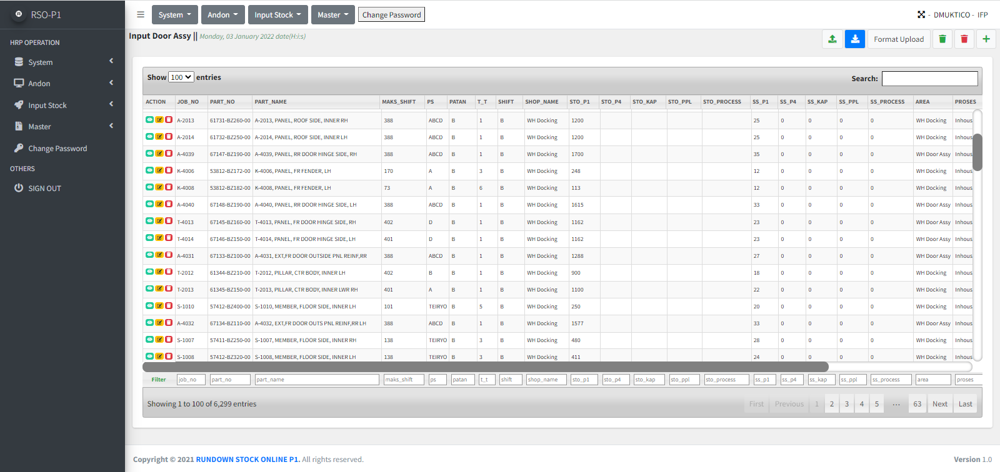 RSO-P1
System Andon Input Stock Master Change Password
- DMUKTICO - IFP
HRP OPERATION
System
Andon
Input Stock
Master
Change Password
OTHERS
SIGN OUT
Input Door Assy || Monday, 03 January 2022 date(H:i:s)
Format Upload
Show 100 entries
Search:
ACTION JOB_NO PART_NO PART_NAME MAKS_SHIFT PS PATAN T_T SHIFT SHOP_NAME STO_P1 STO_P4 STO_KAP STO_PPL STO_PROCESS SS_P1 SS_P4 SS_KAP SS_PPL SS_PROCESS AREA PROSES
A-2013 61731-BZ260-00 A-2013, PANEL, ROOF SIDE, INNER RH 388 ABCD B 1 B WH Docking 1200 25 0 0 0 0 WH Docking Inhous
A-2014 61732-BZ250-00 A-2014, PANEL, ROOF SIDE, INNER LH 388 ABCD B 1 B WH Docking 1200 25 0 0 0 0 WH Docking Inhous
A-4039 67147-BZ190-00 A-4039, PANEL, RR DOOR HINGE SIDE, RH 388 ABCD B 1 B WH Docking 1700 35 0 0 0 0 WH Door Assy Inhous
K-4006 53812-BZ172-00 K-4006, PANEL, FR FENDER, LH 170 A B 3 B WH Docking 248 12 0 0 0 0 WH Docking Inhous
K-4008 53812-BZ182-00 K-4008, PANEL, FR FENDER, LH 73 A B 6 B WH Docking 113 12 0 0 0 0 WH Docking Inhous
A-4040 67148-BZ190-00 A-4040, PANEL, RR DOOR HINGE SIDE, LH 388 ABCD B 1 B WH Docking 1615 33 0 0 0 0 WH Door Assy Inhous
T-4013 67145-BZ160-00 T-4013, PANEL, FR DOOR HINGE SIDE, RH 402 D B 1 B WH Docking 1162 23 0 0 0 0 WH Door Assy Inhous
T-4014 67146-BZ150-00 T-4014, PANEL, FR DOOR HINGE SIDE, LH 401 D B 1 B WH Docking 1162 23 0 0 0 0 WH Door Assy Inhous
A-4031 67133-BZ100-00 A-4031, EXT,FR DOOR OUTSIDE PNL REINF,RR 388 ABCD B 1 B WH Docking 1288 27 0 0 0 0 WH Door Assy Inhous
T-2012 61344-BZ210-00 T-2012, PILLAR, CTR BODY, INNER LH 402 B B 1 B WH Docking 900 18 0 0 0 0 WH Docking Inhous
T-2013 61345-BZ150-00 T-2013, PILLAR, CTR BODY, INNER LWR RH 401 A B 1 B WH Docking 1100 22 0 0 0 0 WH Docking Inhous
S-1010 57412-BZ400-00 S-1010, MEMBER, FLOOR SIDE, INNER LH 101 TEIRYO B 5 B WH Docking 250 20 0 0 0 0 WH Docking Inhous
A-4032 67134-BZ110-00 A-4032, EXT,FR DOOR OUTS PNL REINF,RR LH 388 ABCD B 1 B WH Docking 1577 33 0 0 0 0 WH Door Assy Inhous
S-1007 57411-BZ250-00 S-1007, MEMBER, FLOOR SIDE, INNER RH 138 TEIRYO B 3 B WH Docking 480 28 0 0 0 0 WH Docking Inhous
S-1008 57412-BZ320-00 S-1008, MEMBER, FLOOR SIDE, INNER LH 138 TEIRYO B 3 B WH Docking 411 24 0 0 0 0 WH Docking Inhous
Filter job_no part_no part_name maks_shift ps patan t_t shift shop_name sto_p1 sto_p4 sto_kap sto_ppl sto_process ss_p1 ss_p4 ss_kap ss_ppl ss_process area proses
Showing 1 to 100 of 6,299 entries
First Previous 1 2 3 4 5 … 63 Next Last
Copyright © 2021 RUNDOWN STOCK ONLINE P1. All rights reserved.
Version 1.0